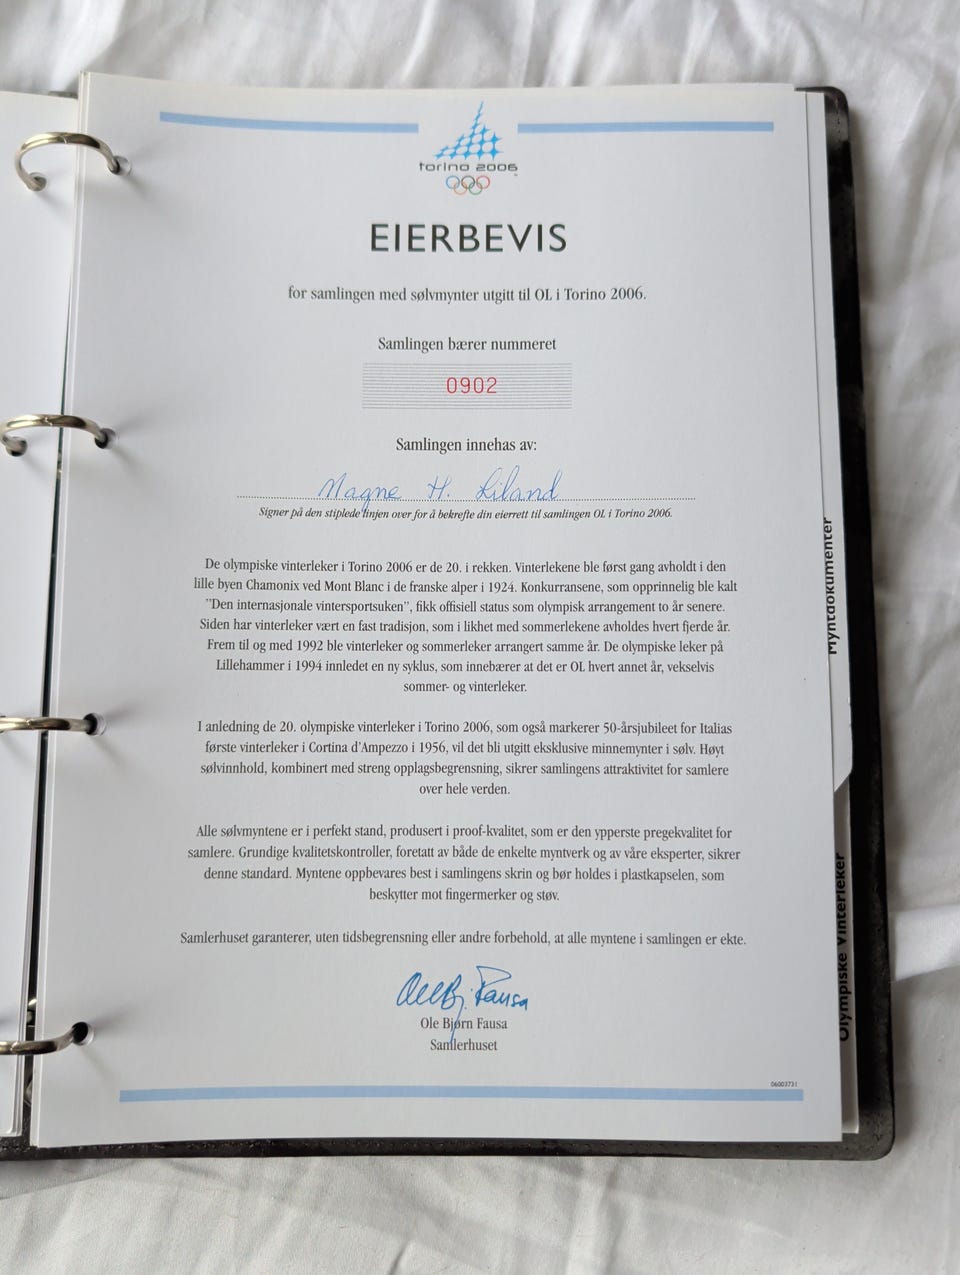 torino 2006
EIERBEVIS
for samlingen med sølvmynter utgitt til OL i Torino 2006.
Samlingen bærer nummeret
0902
Samlingen innehas av:
Magne H. Liland
Signer på den stiplede linjen over for å bekrefte din eierrett til samlingen OL i Torino 2006.
De olympiske vinterleker i Torino 2006 er de 20. i rekken. Vinterlekene ble først gang avholdt i den
lille byen Chamonix ved Mont Blanc i de franske alper i 1924. Konkurransene, som opprinnelig ble kalt
"Den internasjonale vintersportsuken", fikk offisiell status som olympisk arrangement to år senere.
Siden har vinterleker vært en fast tradisjon, som i likhet med sommerlekene avholdes hvert fjerde år.
Frem til og med 1992 ble vinterleker og sommerleker arrangert samme år. De olympiske leker på
Lillehammer i 1994 innledet en ny syklus, som innebærer at det er OL hvert annet år, vekselvis
sommer- og vinterleker.
I anledning de 20. olympiske vinterleker i Torino 2006, som også markerer 50-årsjubileet for Italias
første vinterleker i Cortina d'Ampezzo i 1956, vil det bli utgitt eksklusive minnemynter i sølv. Høyt
sølvinnhold, kombinert med streng opplagsbegrensning, sikrer samlingens attraktivitet for samlere
over hele verden.
Alle sølvmyntene er i perfekt stand, produsert i proof-kvalitet, som er den ypperste pregekvalitet for
samlere. Grundige kvalitetskontroller, foretatt av både de enkelte myntverk og av våre eksperter, sikrer
denne standard. Myntene oppbevares best i samlingens skrin og bør holdes i plastkapselen, som
beskytter mot fingermerker og støv.
Samlerhuset garanterer, uten tidsbegrensning eller andre forbehold, at alle myntene i samlingen er ekte.
Ole Bj. Fausa
Ole Bjørn Fausa
Samlerhuset
06003731
Myntdokumenter
Olympiske Vinterleker